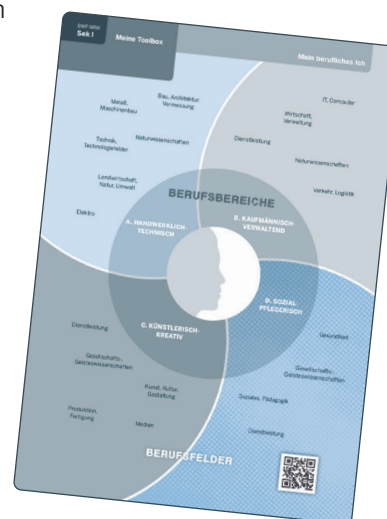 n
BWP NRW
Sek I
Meine Toolbox
Mein berufliches Ich
Metall,
Maschinenbau
Bau, Architektur,
Vermessung
Technik,
Technologiefelder
Naturwissenschaften
Landwirtschaft,
Natur, Umwelt
Elektro
IT, Computer
Wirtschaft,
Verwaltung
Dienstleistung
Naturwissenschaften
Verkehr, Logistik
BERUFSBEREICHE
A. HANDWERKLICH-
TECHNISCH
B. KAUFMÄNNISCH-
VERWALTEND
C. KÜNSTLERISCH-
KREATIV
D. SOZIAL-
PFLEGERISCH
Dienstleistung
Gesellschafts-,
Geisteswissenschaften
Kunst, Kultur,
Gestaltung
Produktion,
Fertigung
Medien
Gesundheit
Gesellschafts-,
Geisteswissenschaften
Soziales, Pädagogik
Dienstleistung
BERUFSFELDER